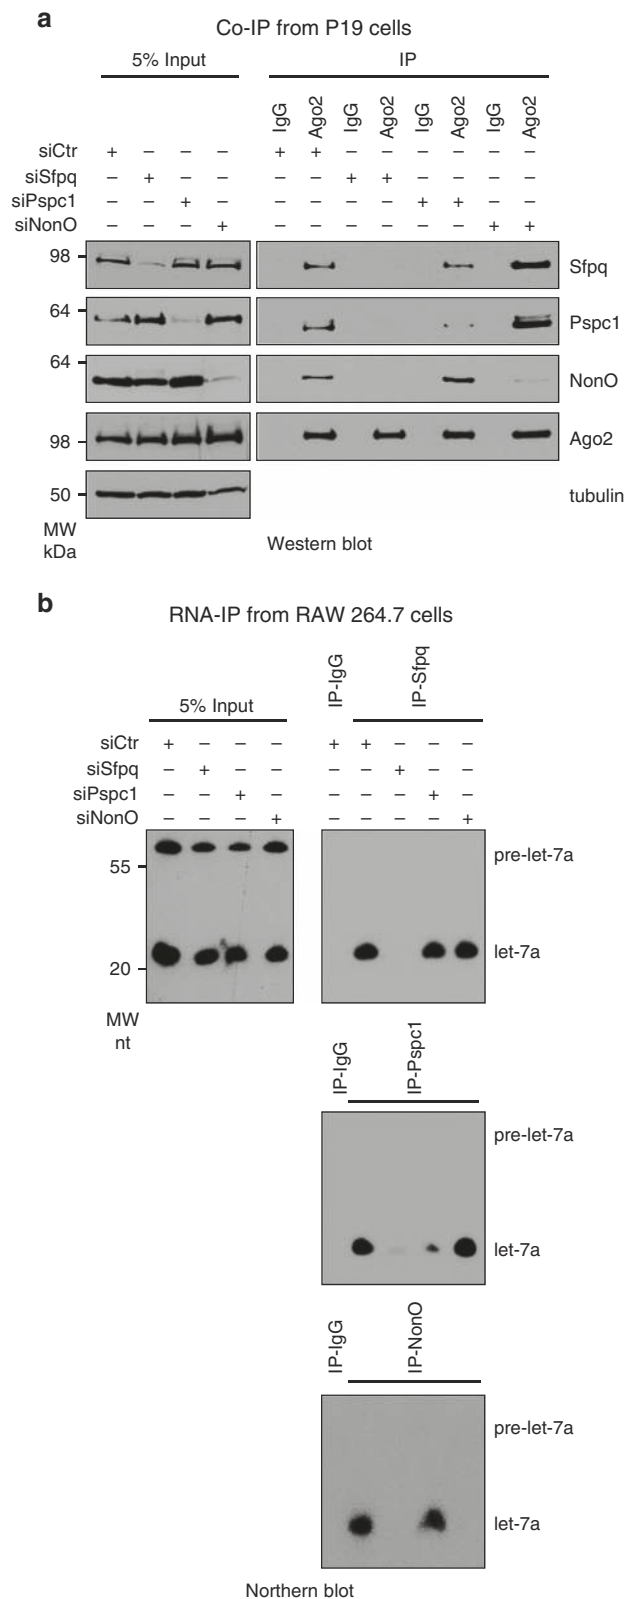 a
Co-IP from P19 cells
5% Input IP
IgG Ago2 IgG Ago2 IgG Ago2 IgG Ago2
siCtr + – – – + + – – – – – –
siSfpq – + – – – – + + – – – –
siPspc1 – – + – – – – – + + – –
siNonO – – – + – – – – – – + +
98 Sfpq
64 Pspc1
64 NonO
98 Ago2
50 tubulin
MW
kDa
Western blot
b
RNA-IP from RAW 264.7 cells
5% Input IP-IgG IP-Sfpq
siCtr + – – – + + – – –
siSfpq – + – – – – + – –
siPspc1 – – + – – – – + –
siNonO – – – + – – – – +
pre-let-7a
55
let-7a
20
MW
nt
IP-IgG IP-Pspc1
pre-let-7a
let-7a
IP-IgG IP-NonO
pre-let-7a
let-7a
Northern blot